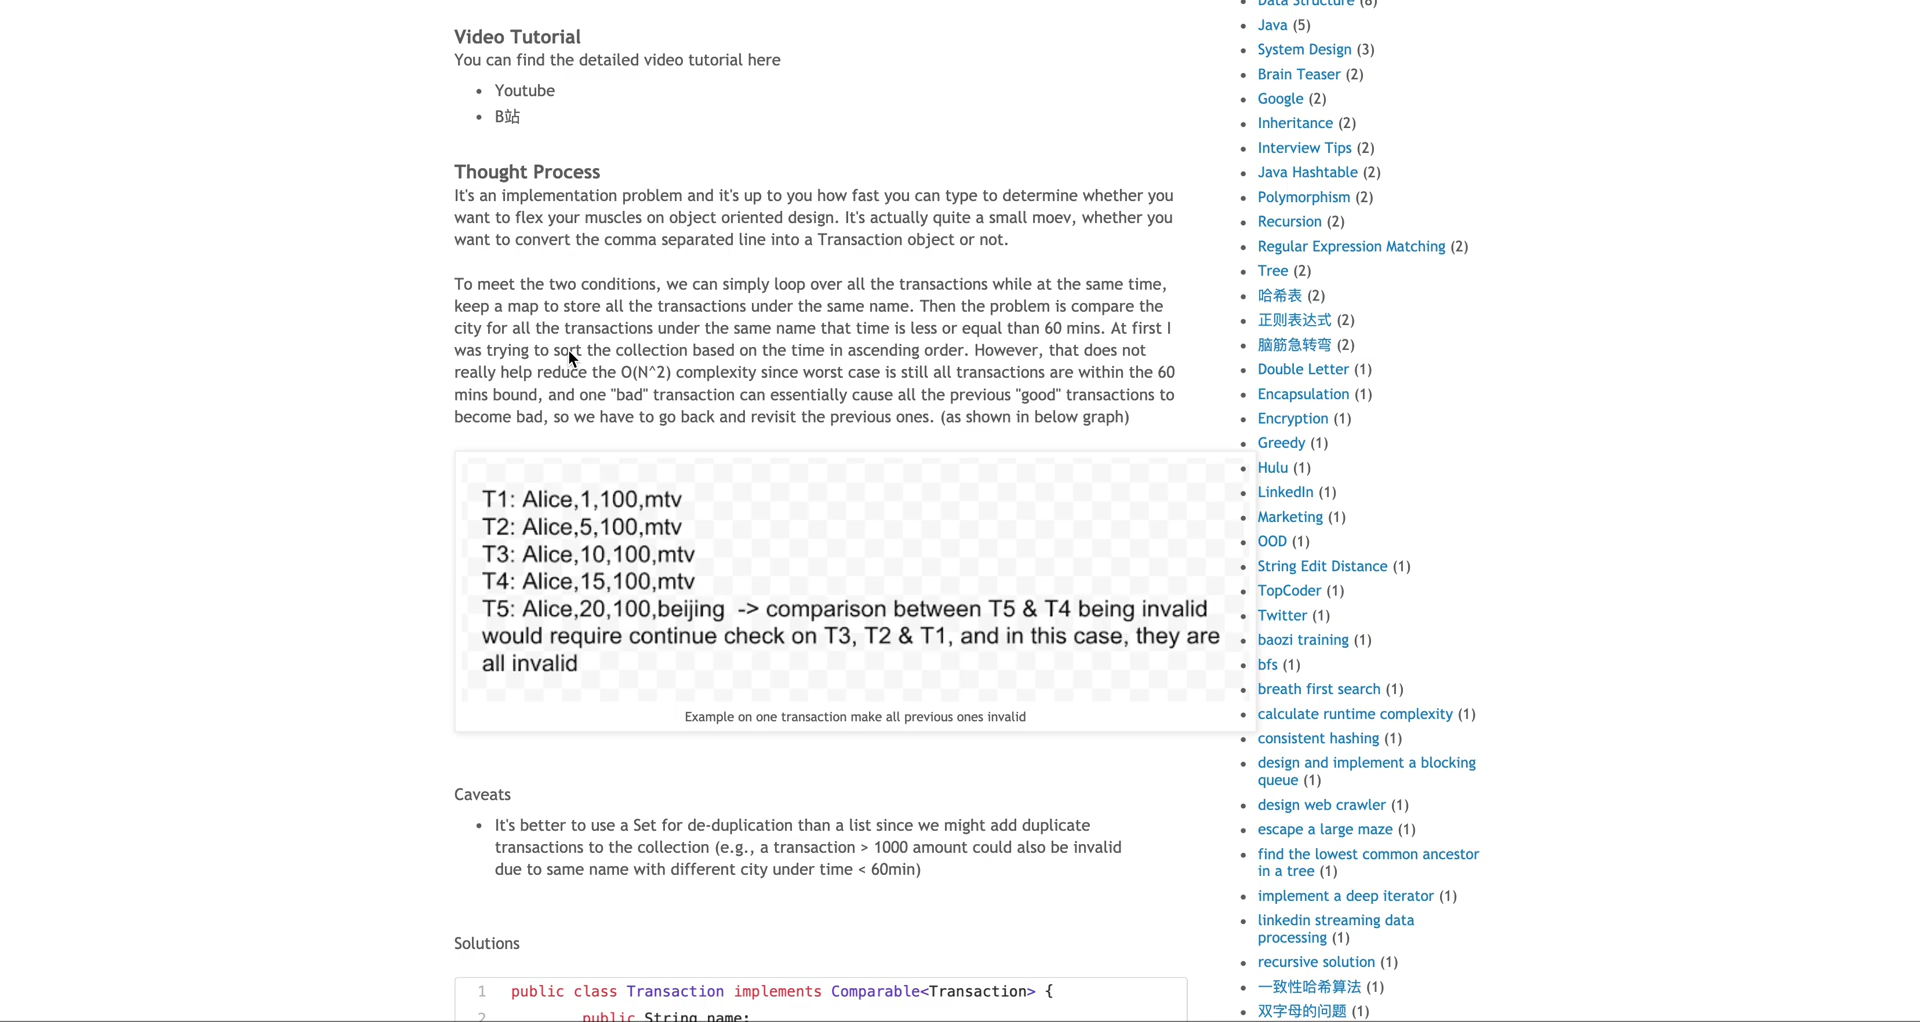 Video Tutorial
You can find the detailed video tutorial here
• Youtube
• B站
Thought Process
It's an implementation problem and it's up to you how fast you can type to determine whether you
want to flex your muscles on object oriented design. It's actually quite a small moev, whether you
want to convert the comma separated line into a Transaction object or not.
To meet the two conditions, we can simply loop over all the transactions while at the same time,
keep a map to store all the transactions under the same name. Then the problem is compare the
city for all the transactions under the same name that time is less or equal than 60 mins. At first I
was trying to sort the collection based on the time in ascending order. However, that does not
really help reduce the O(N^2) complexity since worst case is still all transactions are within the 60
mins bound, and one "bad" transaction can essentially cause all the previous "good" transactions to
become bad, so we have to go back and revisit the previous ones. (as shown in below graph)
T1: Alice,1,100,mtv
T2: Alice,5,100,mtv
T3: Alice,10,100,mtv
T4: Alice,15,100,mtv
T5: Alice,20,100,beijing -> comparison between T5 & T4 being invalid
would require continue check on T3, T2 & T1, and in this case, they are
all invalid
Example on one transaction make all previous ones invalid
Caveats
• It's better to use a Set for de-duplication than a list since we might add duplicate
transactions to the collection (e.g., a transaction > 1000 amount could also be invalid
due to same name with different city under time < 60min)
Solutions
1 public class Transaction implements Comparable<Transaction> {
2 public String name;
• Data Structure (8)
• Java (5)
• System Design (3)
• Brain Teaser (2)
• Google (2)
• Inheritance (2)
• Interview Tips (2)
• Java Hashtable (2)
• Polymorphism (2)
• Recursion (2)
• Regular Expression Matching (2)
• Tree (2)
• 哈希表 (2)
• 正则表达式 (2)
• 脑筋急转弯 (2)
• Double Letter (1)
• Encapsulation (1)
• Encryption (1)
• Greedy (1)
• Hulu (1)
• LinkedIn (1)
• Marketing (1)
• OOD (1)
• String Edit Distance (1)
• TopCoder (1)
• Twitter (1)
• baozi training (1)
• bfs (1)
• breath first search (1)
• calculate runtime complexity (1)
• consistent hashing (1)
• design and implement a blocking
queue (1)
• design web crawler (1)
• escape a large maze (1)
• find the lowest common ancestor
in a tree (1)
• implement a deep iterator (1)
• linkedin streaming data
processing (1)
• recursive solution (1)
• 一致性哈希算法 (1)
• 双字母的问题 (1)